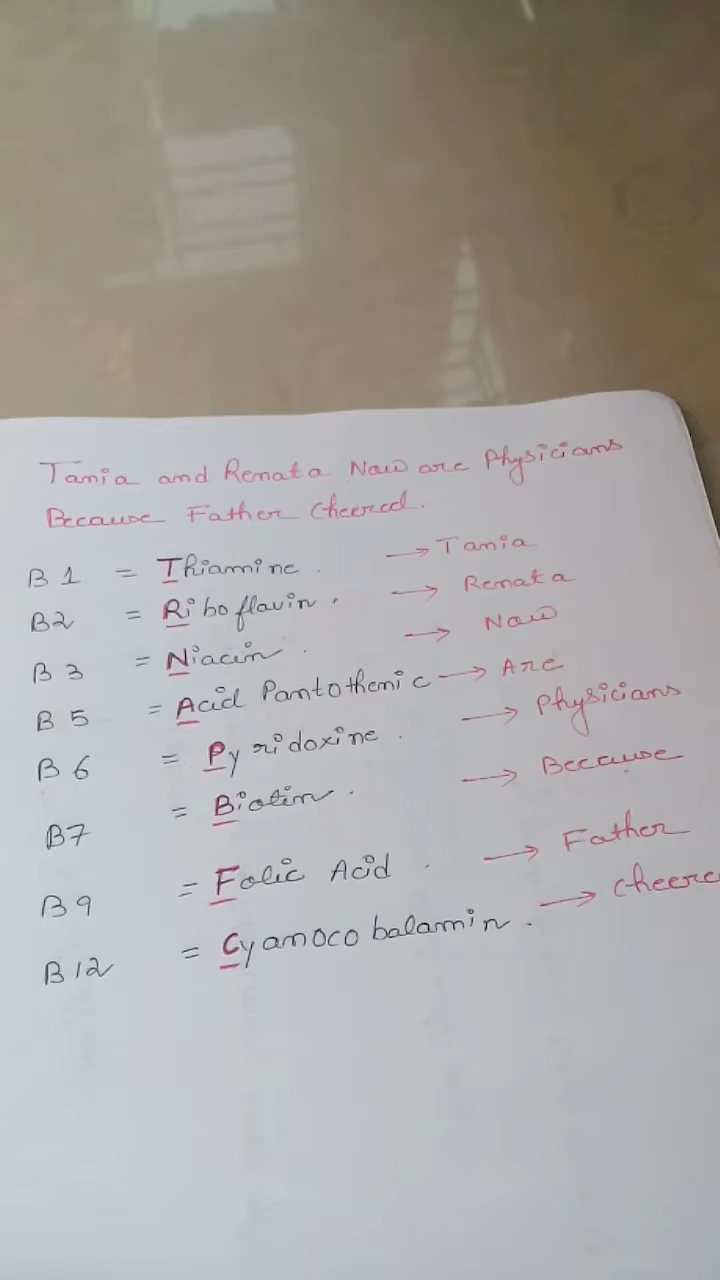 Tania and Renata Now are Physicians
Because Father Cheered.
B1 = Thiamine. → Tania
B2 = Riboflavin. → Renata
B3 = Niacin. → Now
B5 = Acid Pantothenic → Are
B6 = Pyridoxine. → Physicians
B7 = Biotin. → Because
B9 = Folic Acid. → Father
B12 = Cyamocobalamin. → Cheere